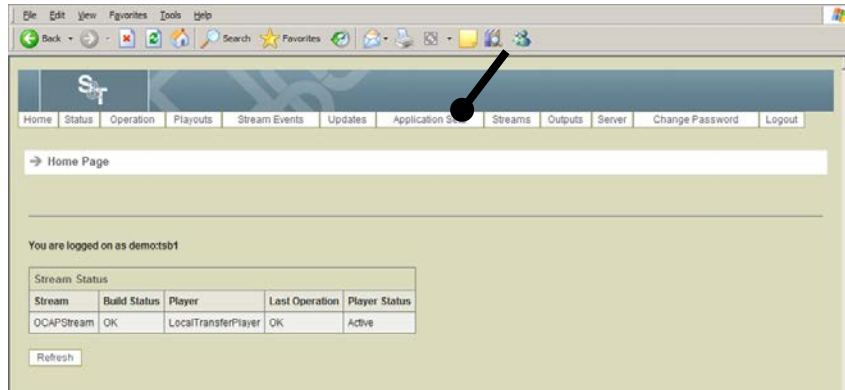 File Edit View Favorites Tools Help
Back Search Favorites
S&T
Home Status Operation Playouts Stream Events Updates Application Streams Outputs Server Change Password Logout
→ Home Page
You are logged on as demo:tsb1
Stream Status
Stream Build Status Player Last Operation Player Status
OCAPStream OK LocalTransferPlayer OK Active
Refresh